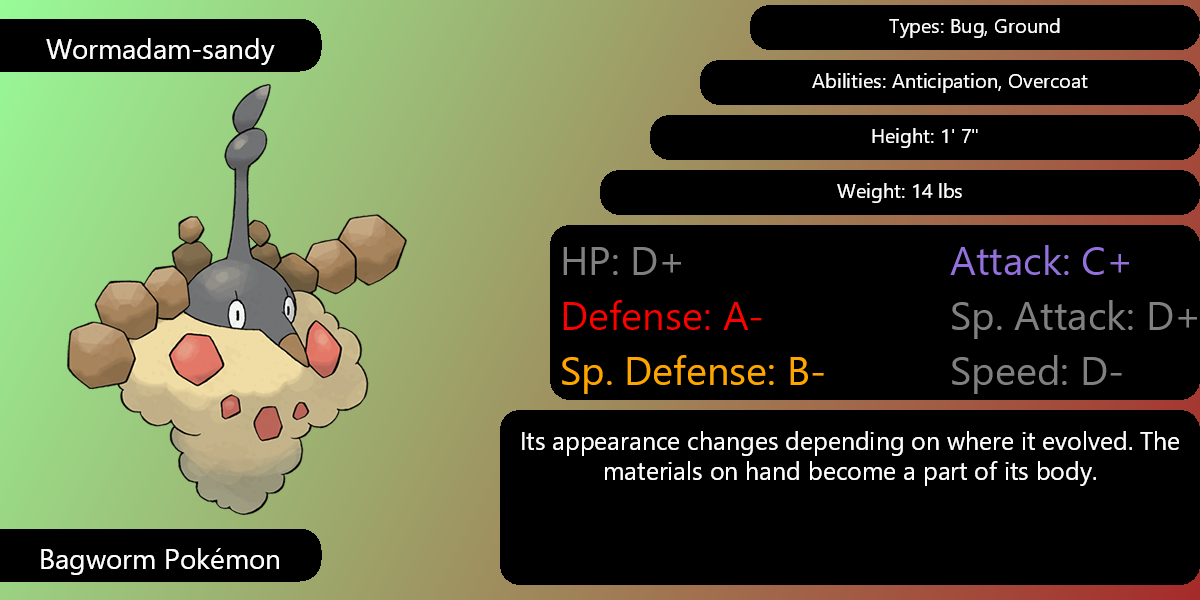 Wormadam-sandy
Types: Bug, Ground
Abilities: Anticipation, Overcoat
Height: 1' 7"
Weight: 14 lbs
HP: D+
Attack: C+
Defense: A-
Sp. Attack: D+
Sp. Defense: B-
Speed: D-
Its appearance changes depending on where it evolved. The
materials on hand become a part of its body.
Bagworm Pokémon